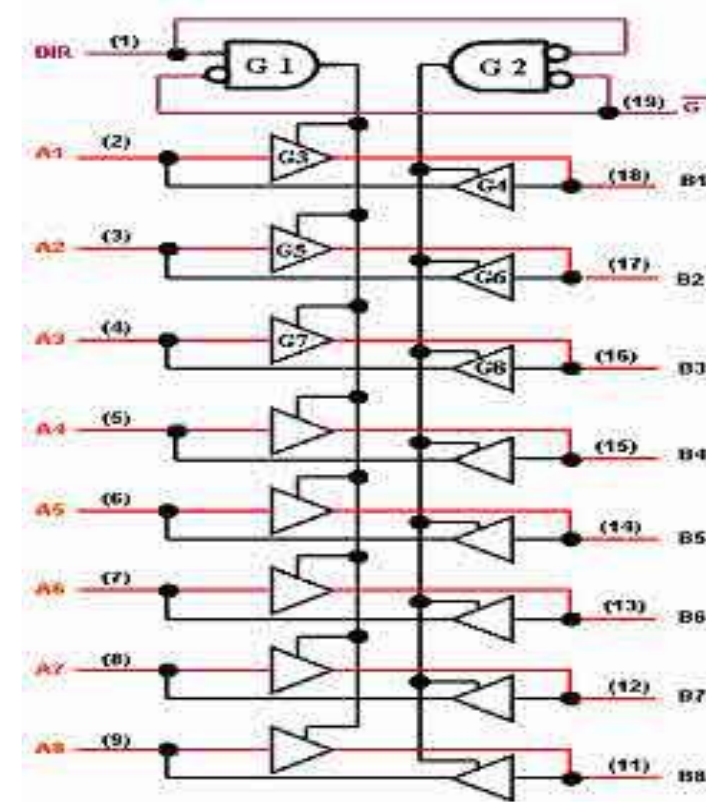 DIR (1) G 1 G 2
(19) G
A1 (2) G3 G4 (18) B1
A2 (3) G5 G6 (17) B2
A3 (4) G7 G8 (16) B3
A4 (5) (15) B4
A5 (6) (14) B5
A6 (7) (13) B6
A7 (8) (12) B7
A8 (9) (11) B8